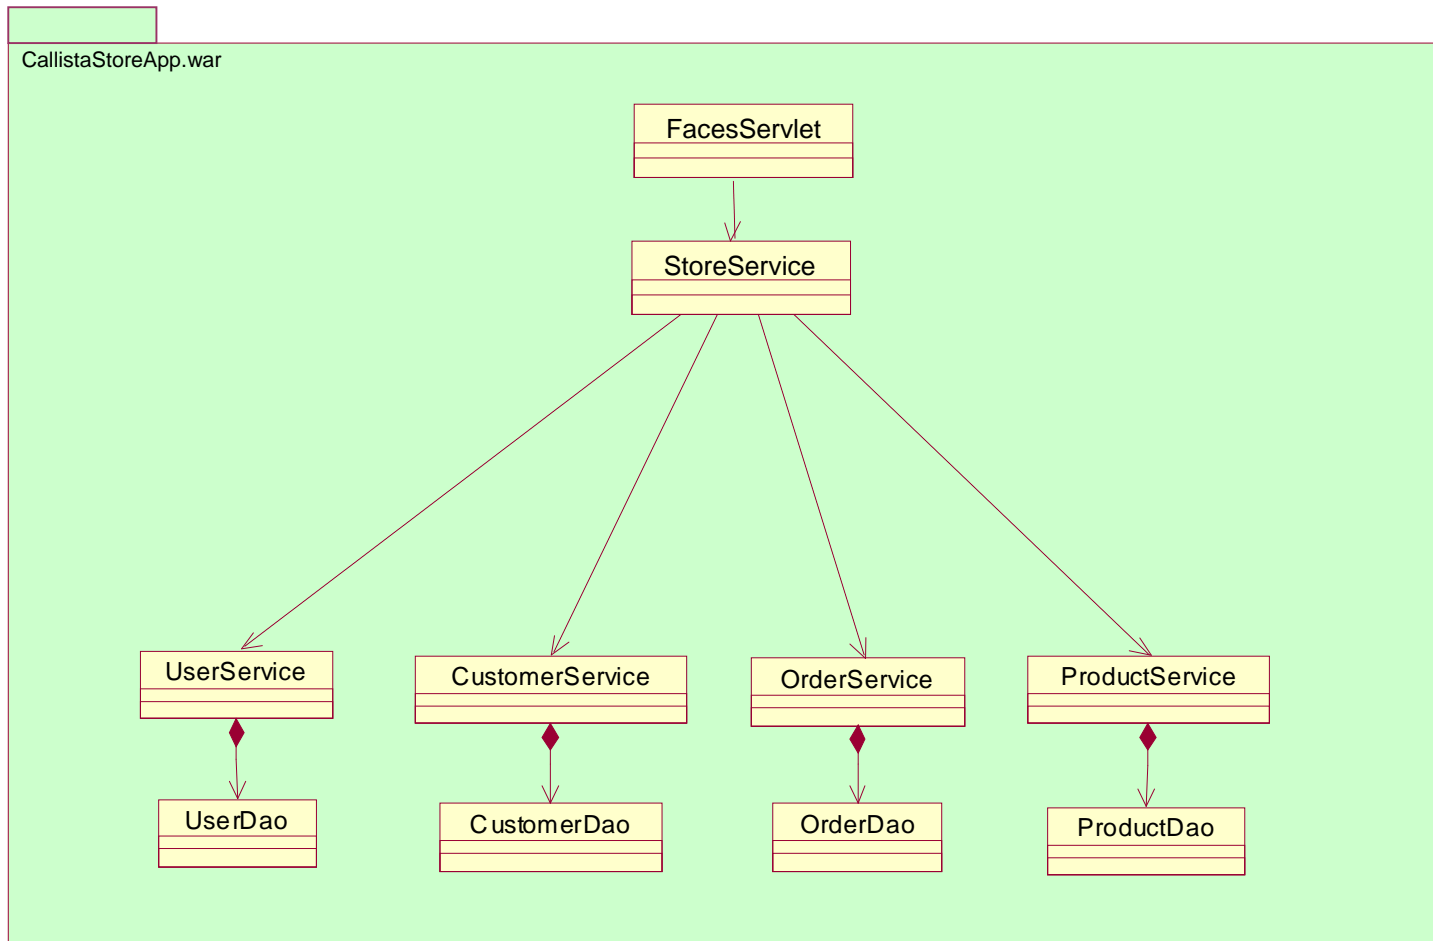 CallistaStoreApp.war
FacesServlet
StoreService
UserService
CustomerService
OrderService
ProductService
UserDao
CustomerDao
OrderDao
ProductDao